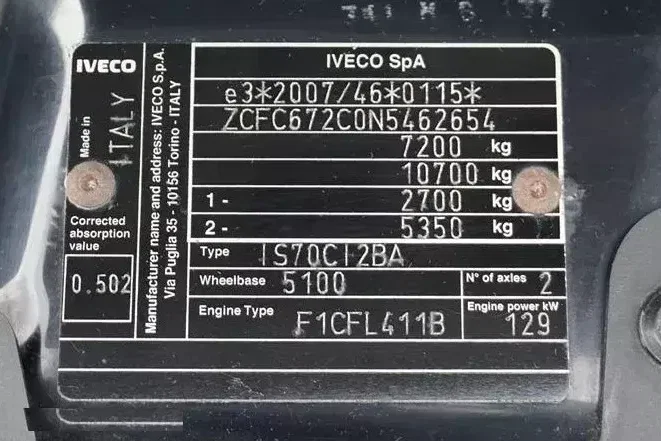 IVECO
Made in
ITALY
Corrected
absorption
value
0.502
Manufacturer name and address: IVECO S.p.A.
Via Puglia 35 - 10156 Torino - ITALY
IVECO SpA
e3*2007/46*0115*
ZCFC672C0N5462654
7200 kg
10700 kg
1 - 2700 kg
2 - 5350 kg
Type IS70CI2BA
Wheelbase 5100 N° of axles 2
Engine Type F1CFL411B
Engine power kW 129